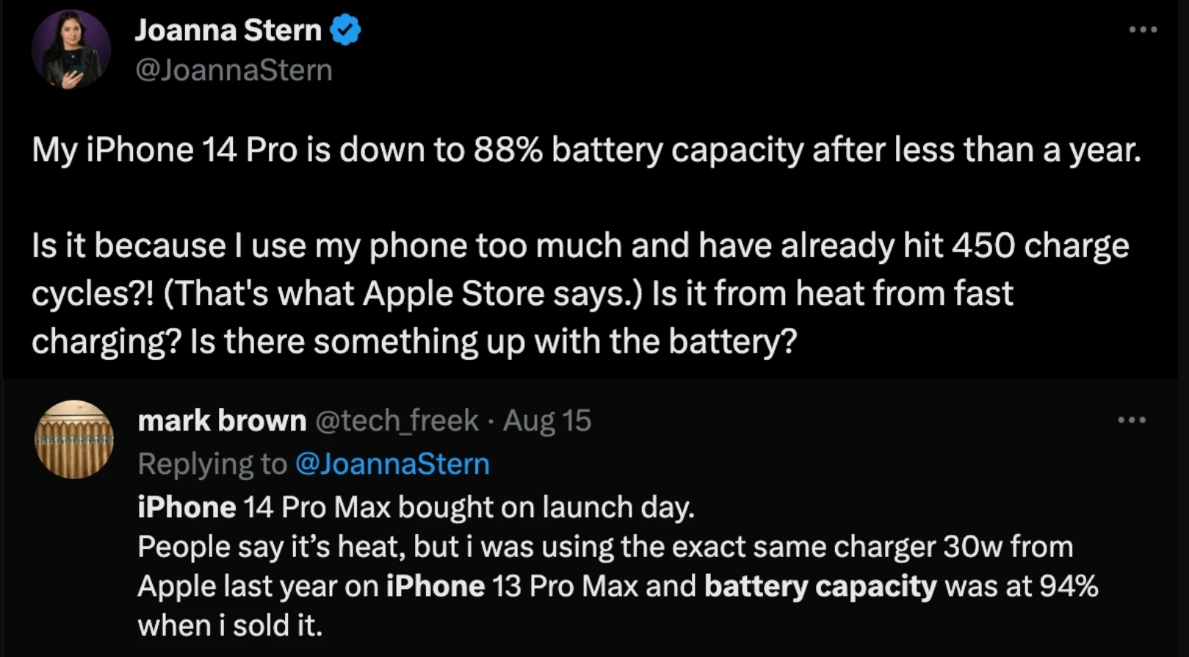 Joanna Stern
@JoannaStern
My iPhone 14 Pro is down to 88% battery capacity after less than a year.
Is it because I use my phone too much and have already hit 450 charge
cycles?! (That's what Apple Store says.) Is it from heat from fast
charging? Is there something up with the battery?
mark brown @tech_freek · Aug 15
Replying to @JoannaStern
iPhone 14 Pro Max bought on launch day.
People say it’s heat, but i was using the exact same charger 30w from
Apple last year on iPhone 13 Pro Max and battery capacity was at 94%
when i sold it.